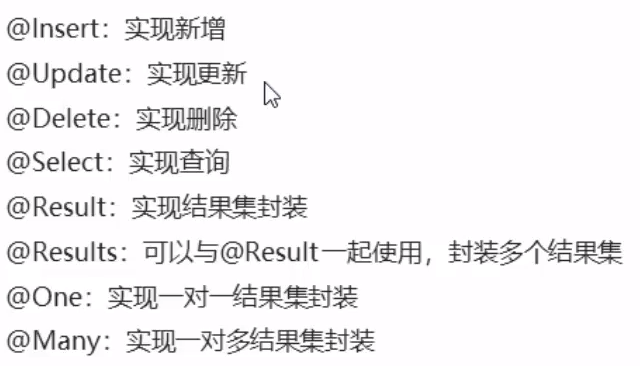 @Insert：实现新增
@Update：实现更新
@Delete：实现删除
@Select：实现查询
@Result：实现结果集封装
@Results：可以与@Result一起使用，封装多个结果集
@One：实现一对一结果集封装
@Many：实现一对多结果集封装